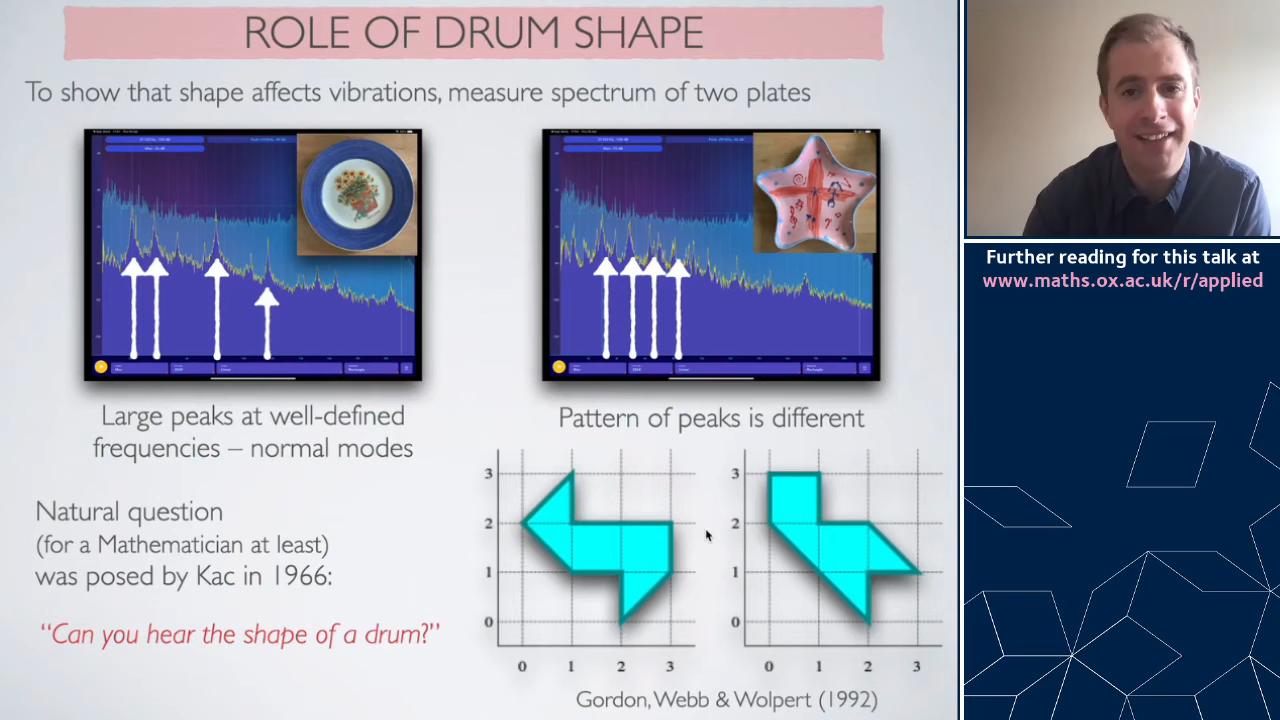 ROLE OF DRUM SHAPE
To show that shape affects vibrations, measure spectrum of two plates
Large peaks at well-defined
frequencies – normal modes
Pattern of peaks is different
Natural question
(for a Mathematician at least)
was posed by Kac in 1966:
“Can you hear the shape of a drum?”
3
2
1
0
0 1 2 3
3
2
1
0
0 1 2 3
Gordon, Webb & Wolpert (1992)
Further reading for this talk at
www.maths.ox.ac.uk/r/applied